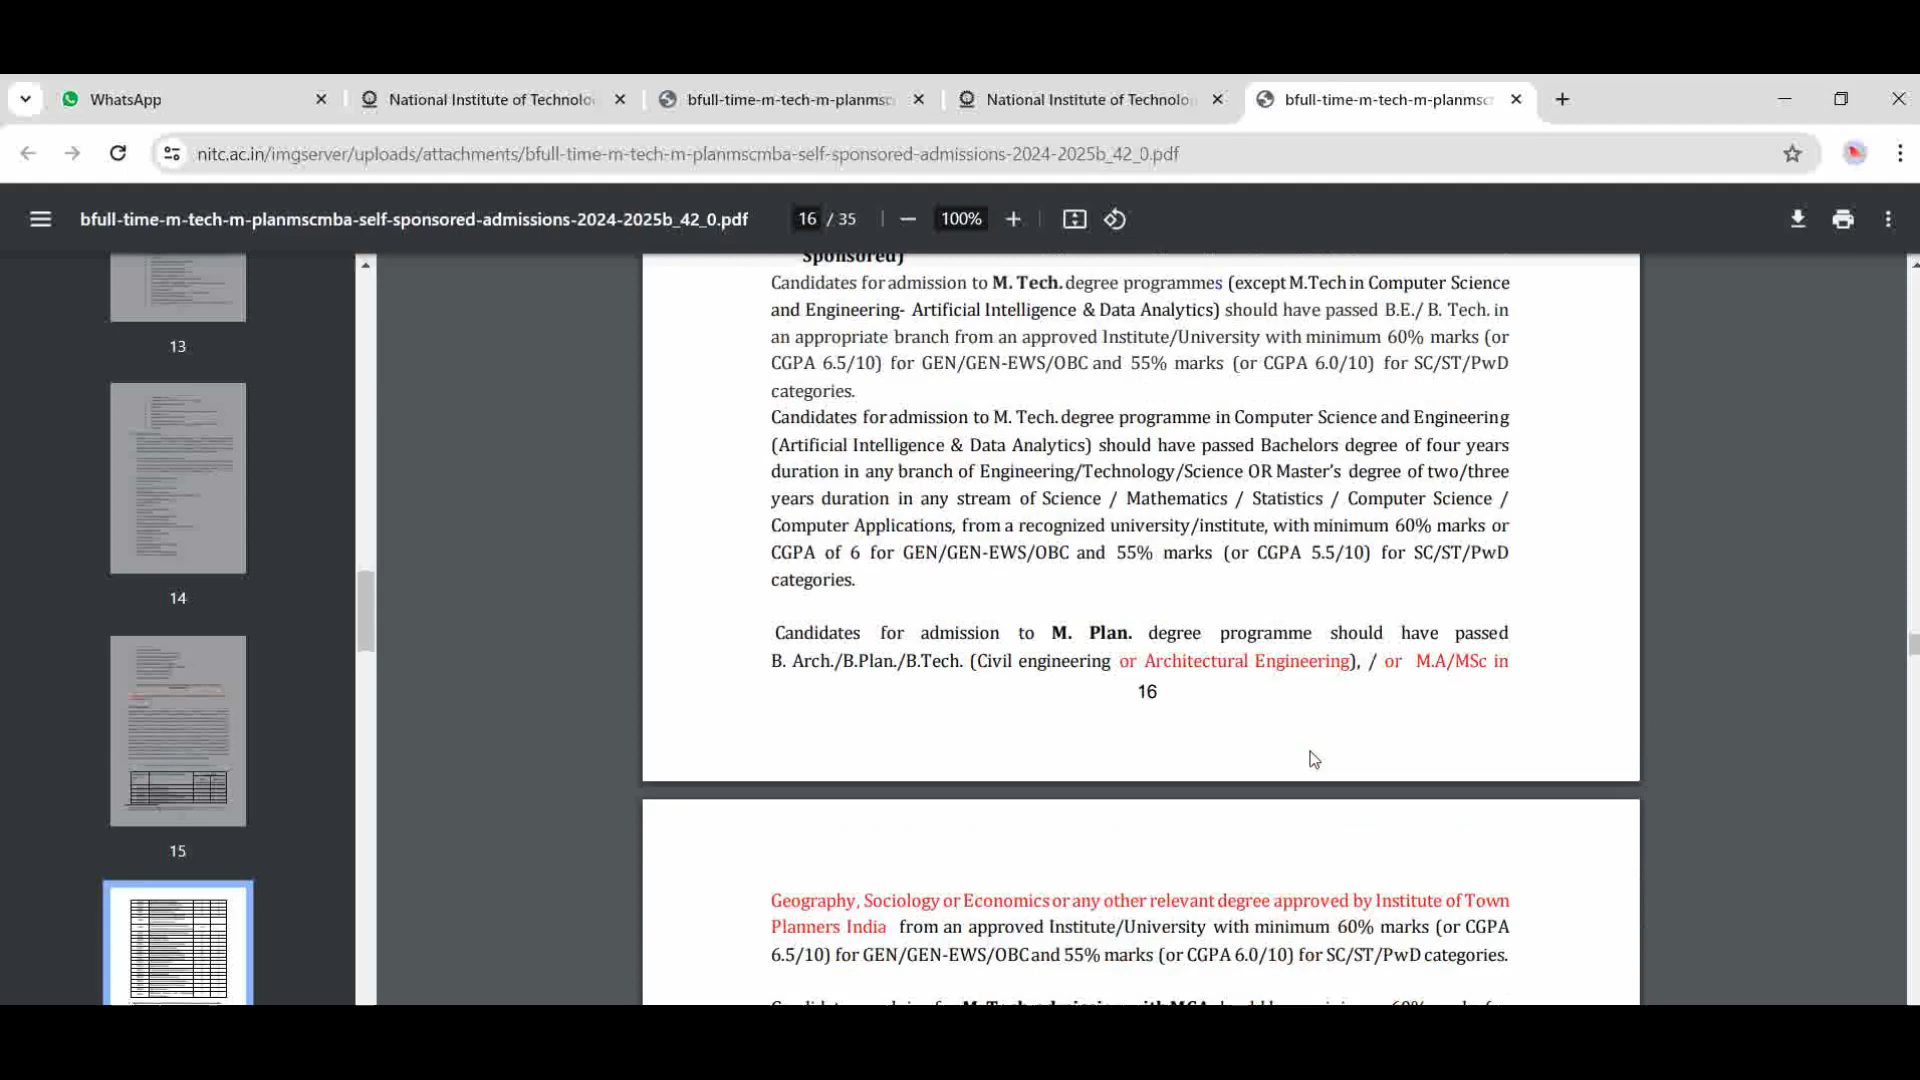 WhatsApp
National Institute of Technolo
bfull-time-m-tech-m-planmsc
National Institute of Technolo
bfull-time-m-tech-m-planmsc
nitc.ac.in/imgserver/uploads/attachments/bfull-time-m-tech-m-planmscmba-self-sponsored-admissions-2024-2025b_42_0.pdf
bfull-time-m-tech-m-planmscmba-self-sponsored-admissions-2024-2025b_42_0.pdf
16 / 35
100%
13
14
15
Sponsored)
Candidates for admission to M. Tech. degree programmes (except M.Tech in Computer Science
and Engineering- Artificial Intelligence & Data Analytics) should have passed B.E./ B. Tech. in
an appropriate branch from an approved Institute/University with minimum 60% marks (or
CGPA 6.5/10) for GEN/GEN-EWS/OBC and 55% marks (or CGPA 6.0/10) for SC/ST/PwD
categories.
Candidates for admission to M. Tech. degree programme in Computer Science and Engineering
(Artificial Intelligence & Data Analytics) should have passed Bachelors degree of four years
duration in any branch of Engineering/Technology/Science OR Master's degree of two/three
years duration in any stream of Science / Mathematics / Statistics / Computer Science /
Computer Applications, from a recognized university/institute, with minimum 60% marks or
CGPA of 6 for GEN/GEN-EWS/OBC and 55% marks (or CGPA 5.5/10) for SC/ST/PwD
categories.
Candidates for admission to M. Plan. degree programme should have passed
B. Arch./B.Plan./B.Tech. (Civil engineering or Architectural Engineering), / or M.A/MSc in
16
Geography, Sociology or Economics or any other relevant degree approved by Institute of Town
Planners India from an approved Institute/University with minimum 60% marks (or CGPA
6.5/10) for GEN/GEN-EWS/OBC and 55% marks (or CGPA 6.0/10) for SC/ST/PwD categories.